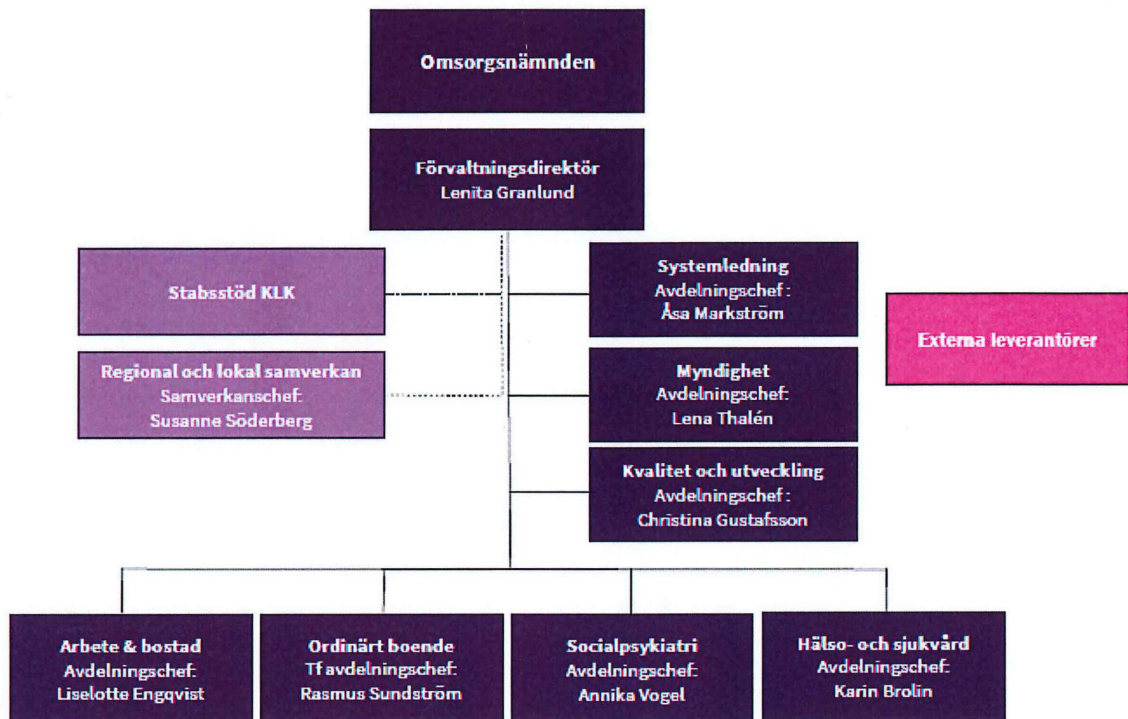 Omsorgsnämnden
Förvaltningsdirektör
Lenita Granlund
Stabsstöd KLK
Systemledning
Avdelningschef:
Åsa Markström
Externa leverantörer
Regional och lokal samverkan
Samverkanschef:
Susanne Söderberg
Myndighet
Avdelningschef:
Lena Thalén
Kvalitet och utveckling
Avdelningschef:
Christina Gustafsson
Arbete & bostad
Avdelningschef:
Liselotte Engqvist
Ordinärt boende
Tf avdelningschef:
Rasmus Sundström
Socialpsykiatri
Avdelningschef:
Annika Vogel
Hälso- och sjukvård
Avdelningschef:
Karin Brolin